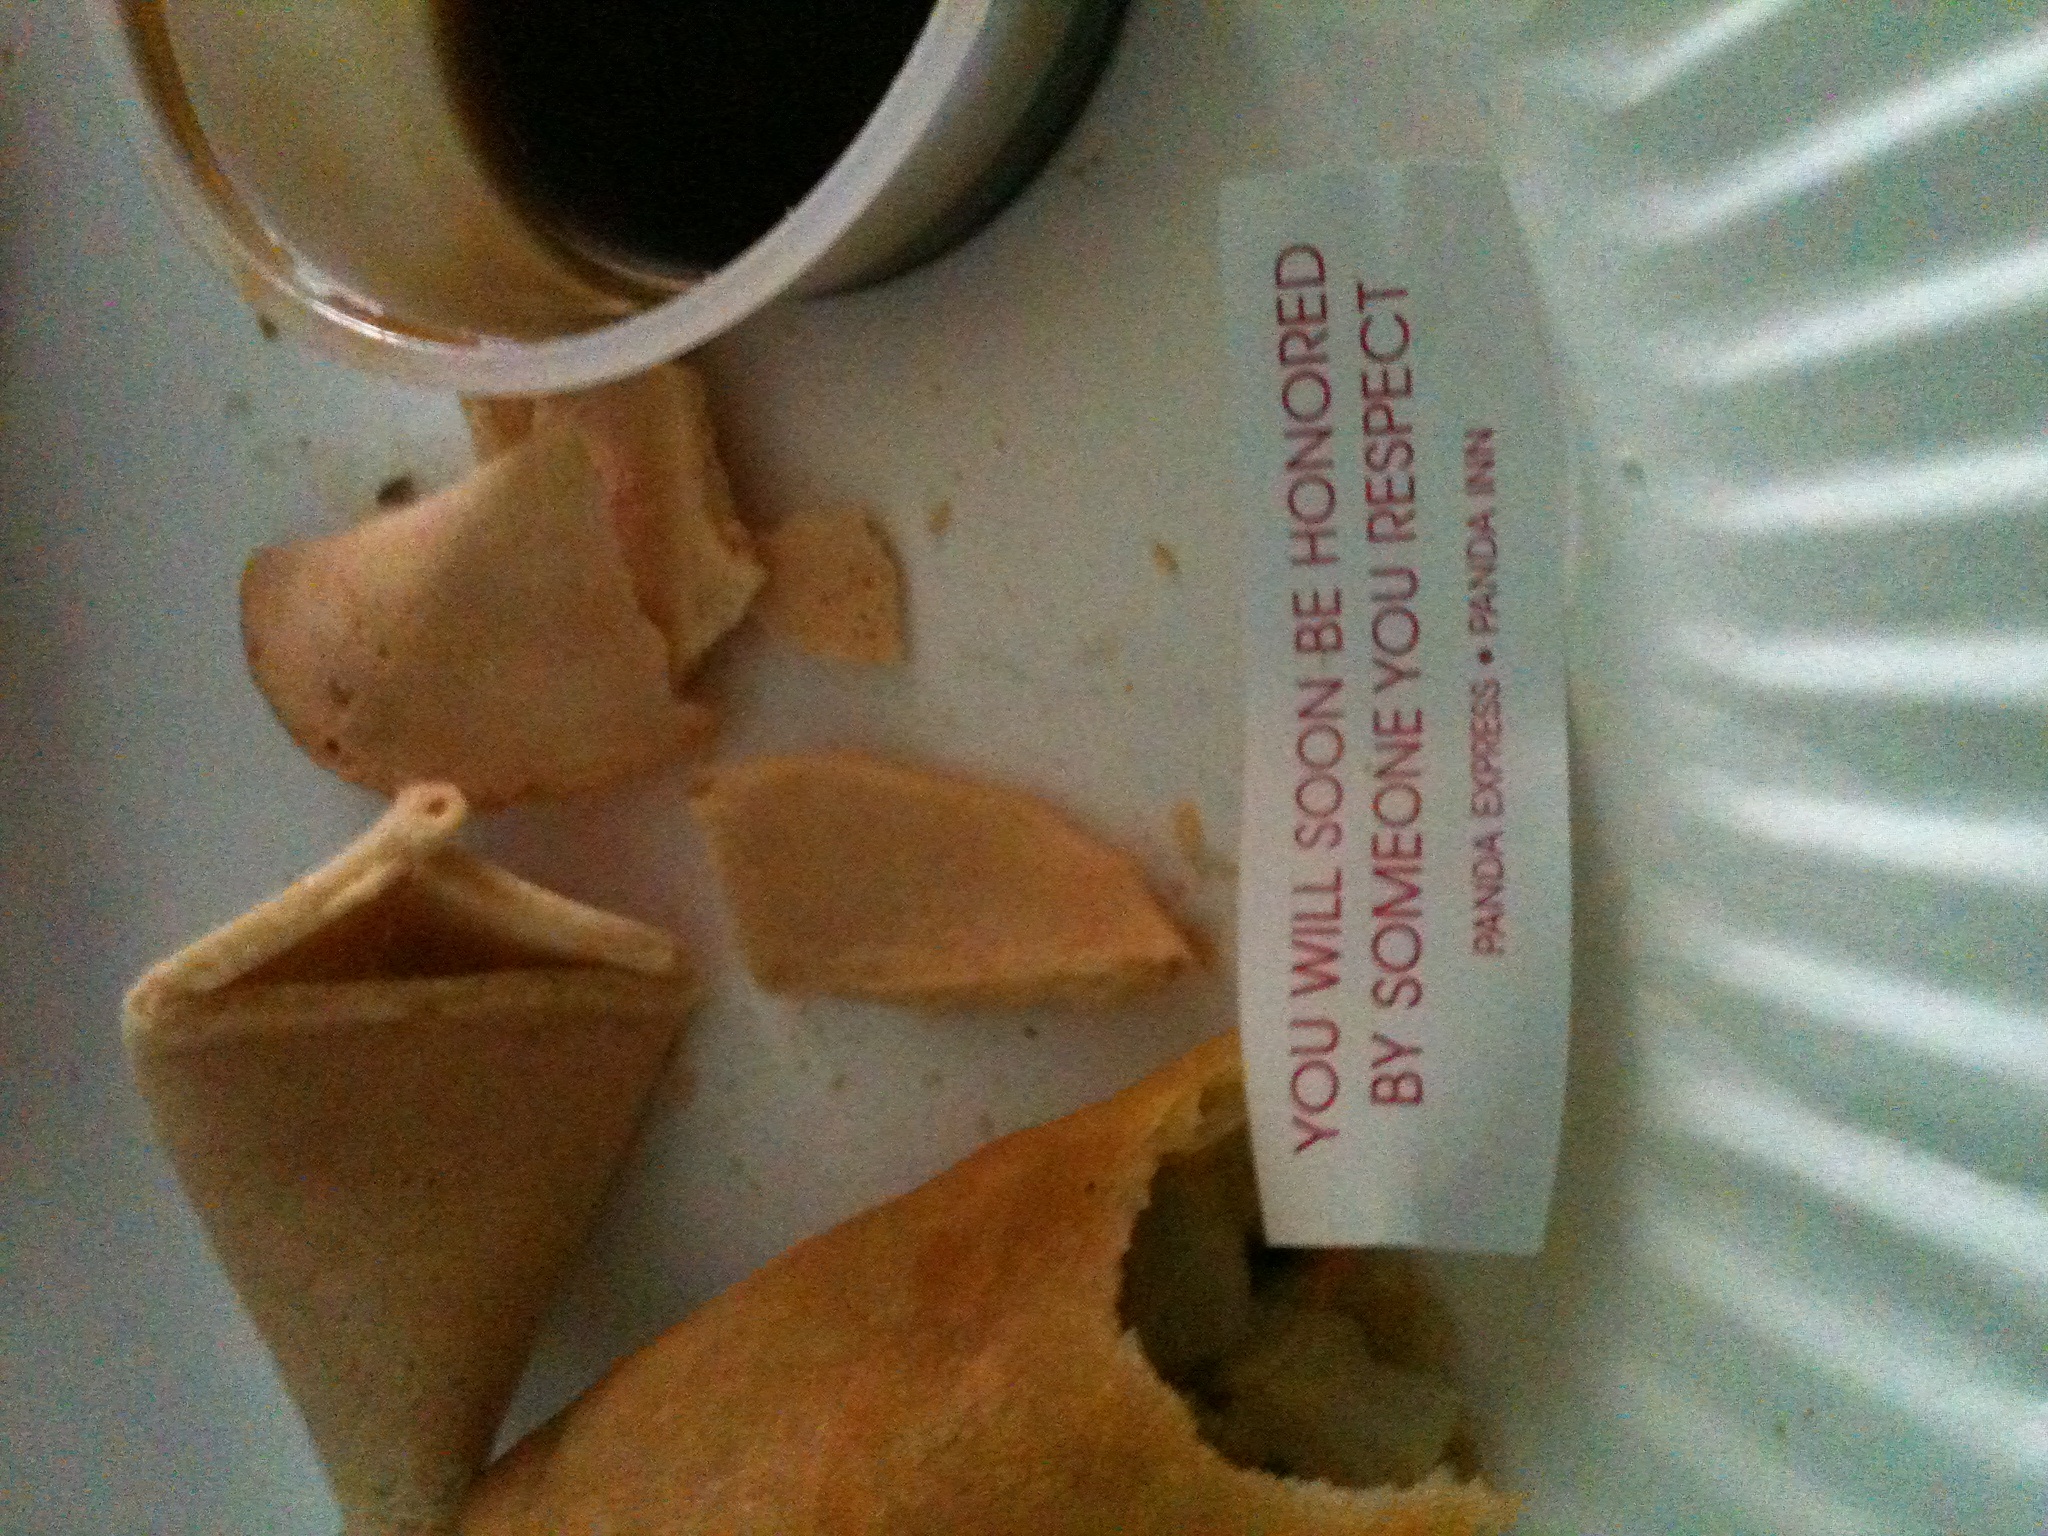 YOU WILL SOON BE HONORED
BY SOMEONE YOU RESPECT
PANDA EXPRESS • PANDA INN